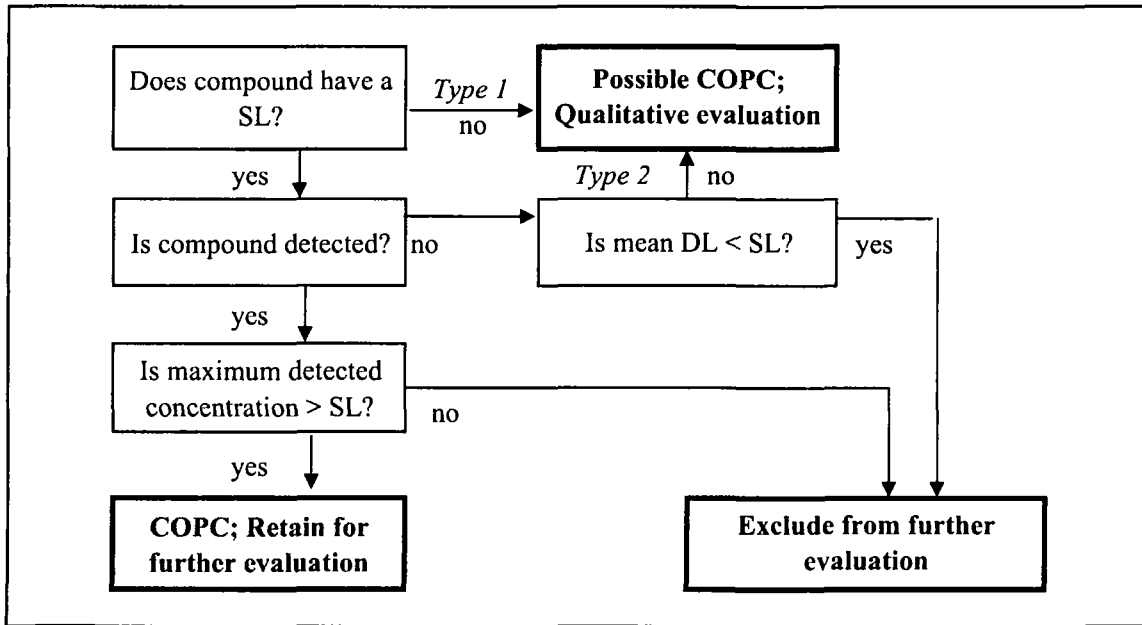 Does compound have a
SL?
Type 1
no
Possible COPC;
Qualitative evaluation
yes
Type 2
no
Is compound detected?
no
Is mean DL < SL?
yes
yes
Is maximum detected
concentration > SL?
no
yes
COPC; Retain for
further evaluation
Exclude from further
evaluation